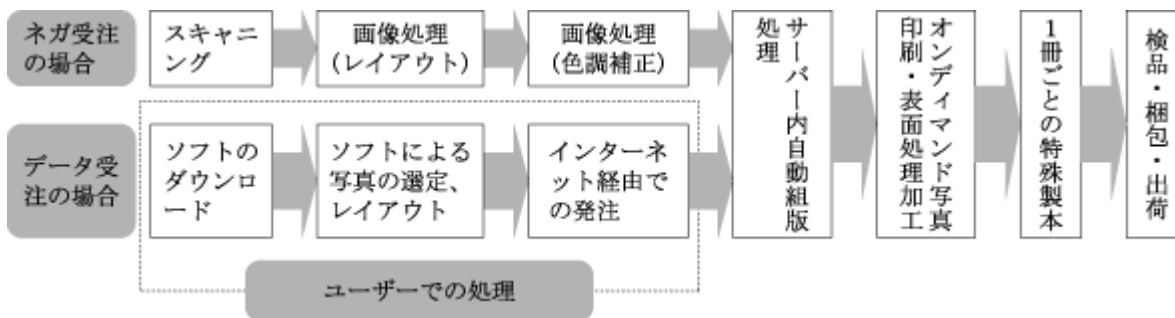 ネガ受注
の場合
スキャニ
ング
画像処理
(レイアウト)
画像処理
(色調補正)
データ受
注の場合
ソフトの
ダウンロ
ード
ソフトによる
写真の選定、
レイアウト
インターネ
ット経由で
の発注
ユーザーでの処理
サーバー内自動組版
処理
オンディマンド写真
印刷・表面処理加工
1冊ごとの特殊製本
検品・梱包・出荷